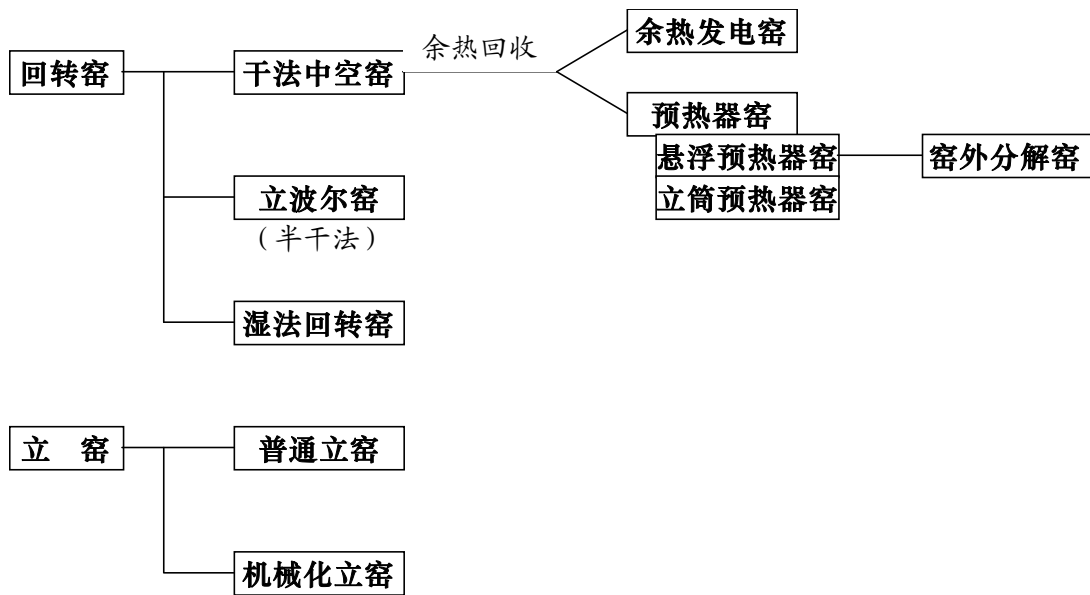 余热发电窑
余热回收
回转窑
干法中空窑
预热器窑
悬浮预热器窑
窑外分解窑
立波尔窑
立筒预热器窑
（半干法）
湿法回转窑
立　窑
普通立窑
机械化立窑